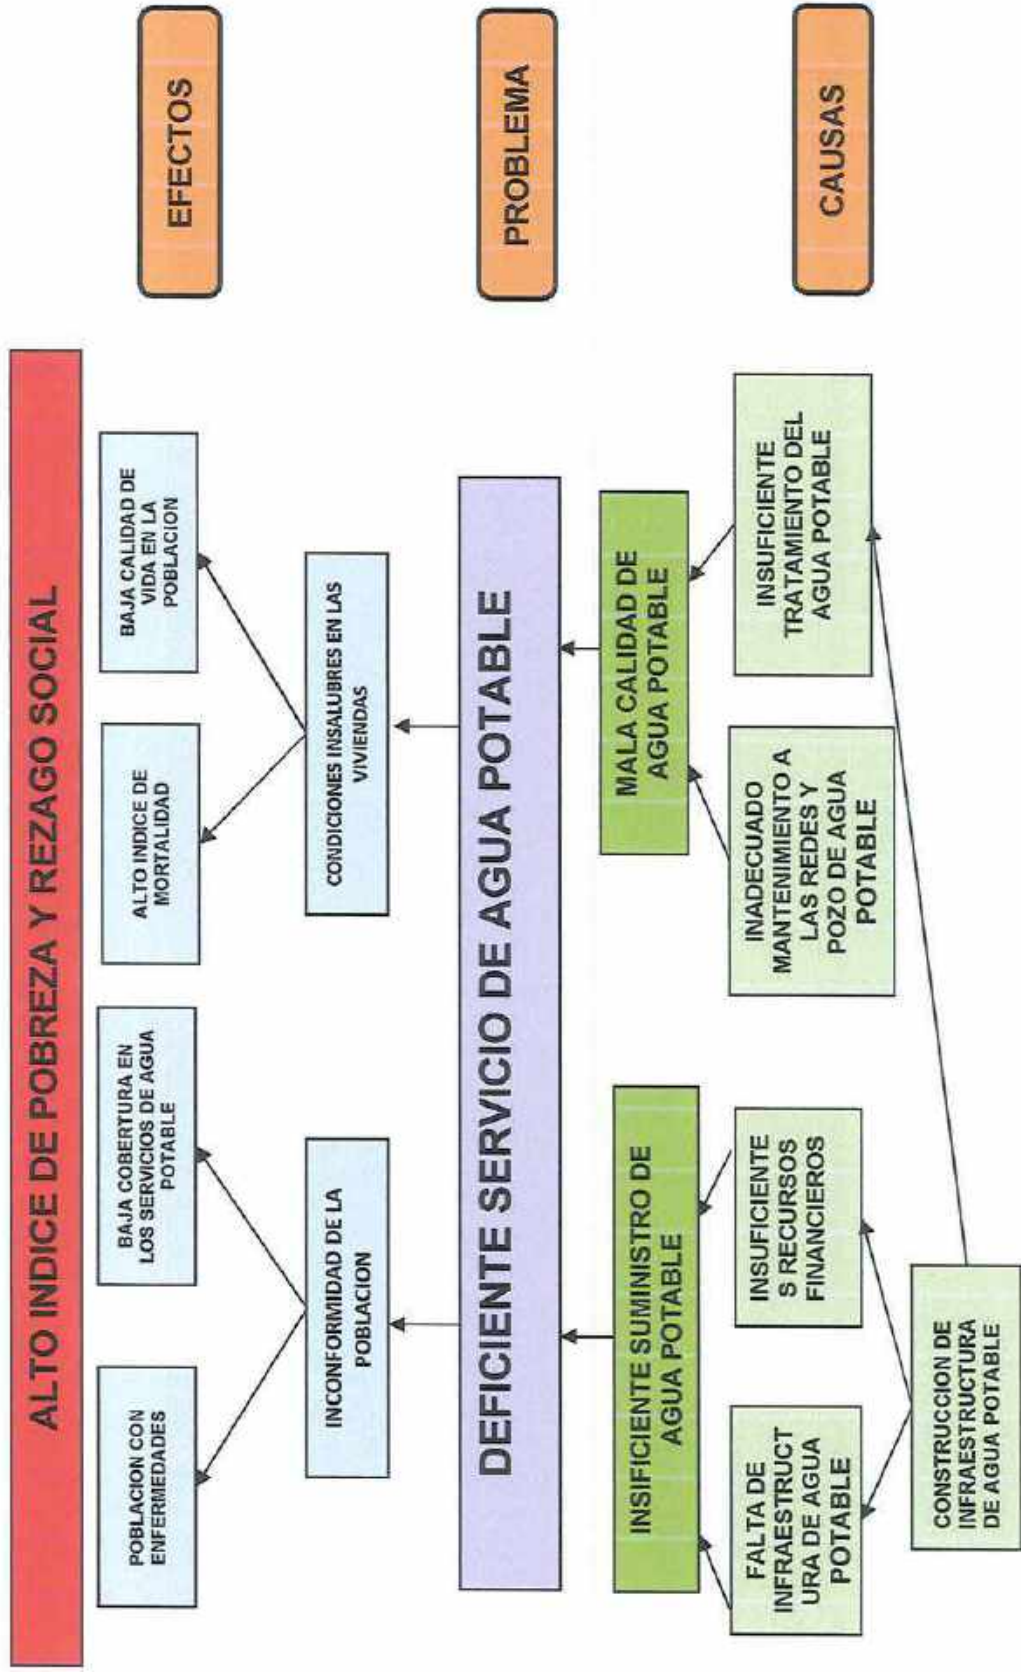 ALTO INDICE DE POBREZA Y REZAGO SOCIAL
EFECTOS
POBLACION CON
ENFERMEDADES
BAJA COBERTURA EN
LOS SERVICIOS DE AGUA
POTABLE
ALTO INDICE DE
MORTALIDAD
BAJA CALIDAD DE
VIDA EN LA
POBLACION
INCONFORMIDAD DE LA
POBLACION
CONDICIONES INSALUBRES EN LAS
VIVIENDAS
DEFICIENTE SERVICIO DE AGUA POTABLE
PROBLEMA
INSIFICIENTE SUMINISTRO DE
AGUA POTABLE
MALA CALIDAD DE
AGUA POTABLE
CAUSAS
FALTA DE
INFRAESTRUCT
URA DE AGUA
POTABLE
INSUFICIENTE
S RECURSOS
FINANCIEROS
INADECUADO
MANTENIMIENTO A
LAS REDES Y
POZO DE AGUA
POTABLE
INSUFICIENTE
TRATAMIENTO DEL
AGUA POTABLE
CONSTRUCCION DE
INFRAESTRUCTURA
DE AGUA POTABLE